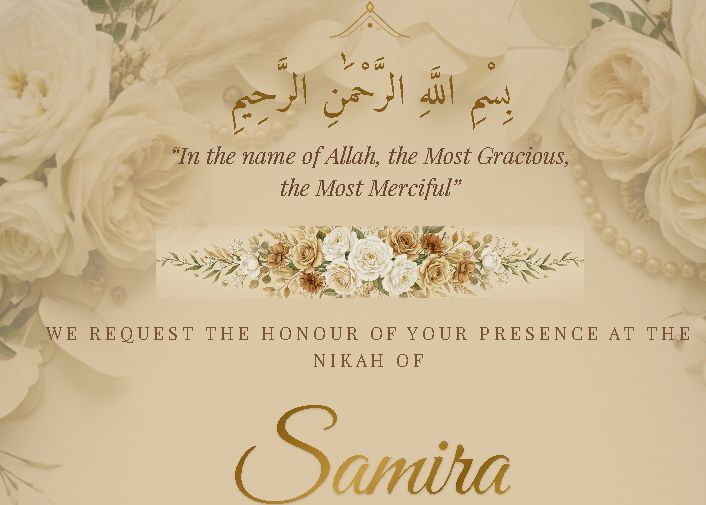 بِسْمِ اللَّهِ الرَّحْمٰنِ الرَّحِيمِ
“In the name of Allah, the Most Gracious,
the Most Merciful”
WE REQUEST THE HONOUR OF YOUR PRESENCE AT THE
NIKAH OF
Samira